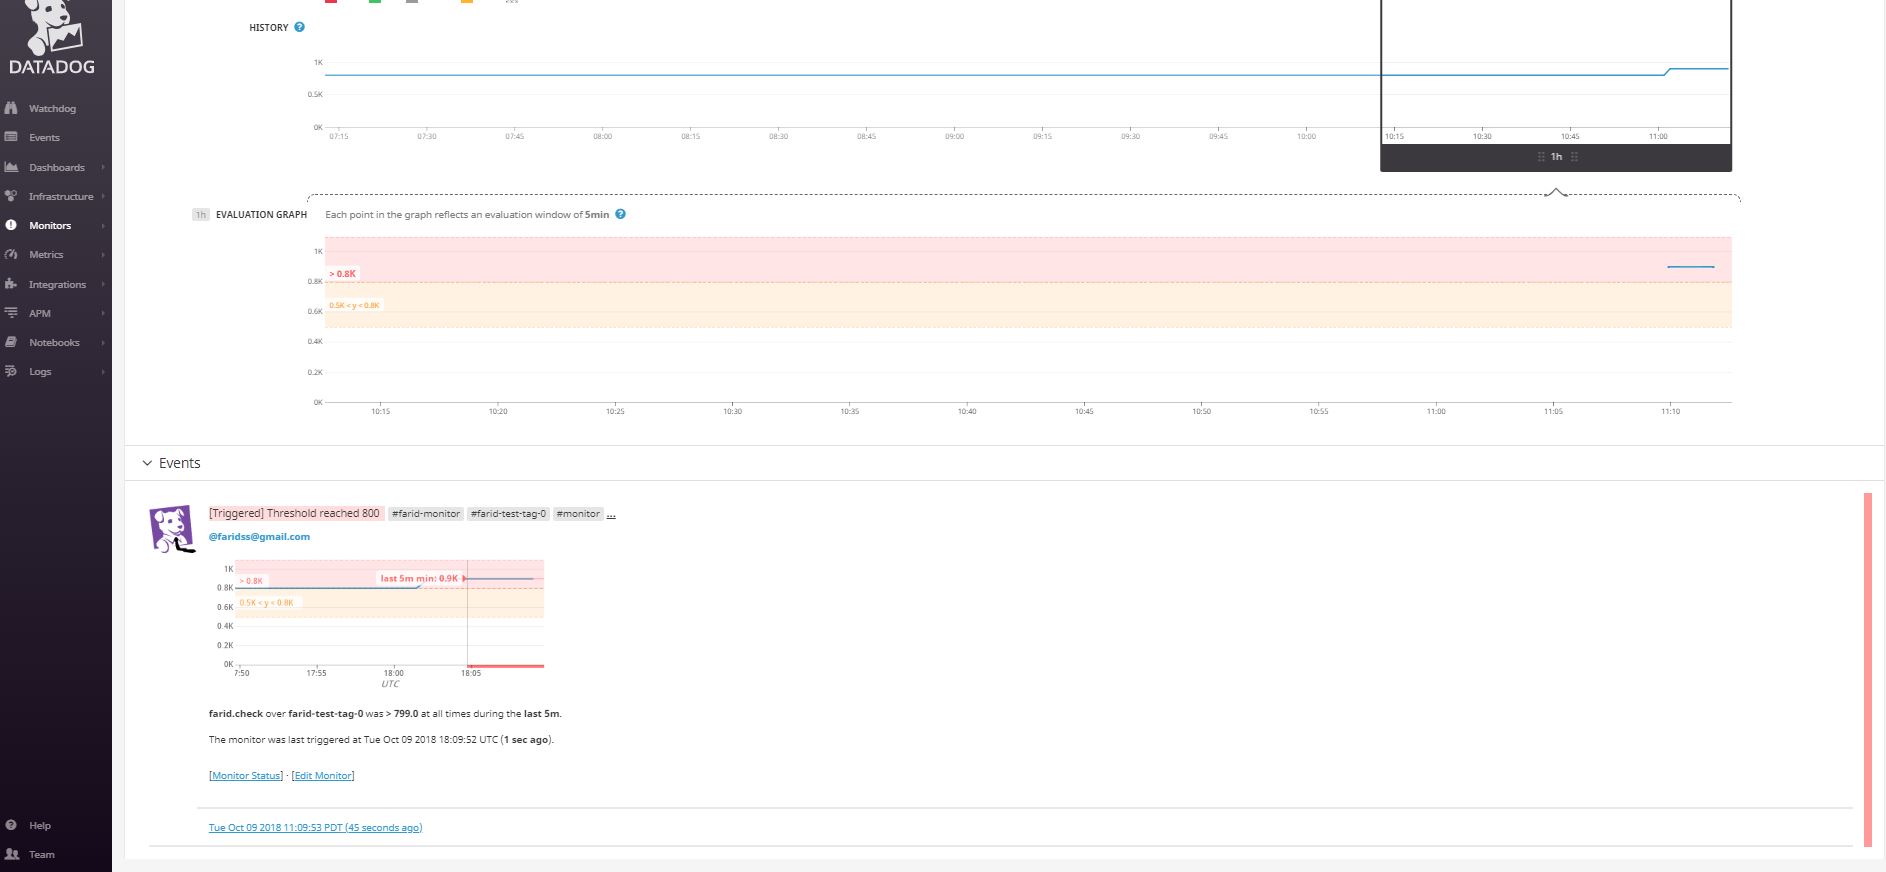 DATADOG
Watchdog
Events
Dashboards
Infrastructure
Monitors
Metrics
Integrations
APM
Notebooks
Logs
Help
Team
HISTORY ?
1K
0.5K
0K
07:15 07:30 07:45 08:00 08:15 08:30 08:45 09:00 09:15 09:30 09:45 10:00 10:15 10:30 10:45 11:00
1h
1h EVALUATION GRAPH Each point in the graph reflects an evaluation window of 5min ?
1K
> 0.8K
0.8K
0.5K < y < 0.8K
0.6K
0.4K
0.2K
0K
10:15 10:20 10:25 10:30 10:35 10:40 10:45 10:50 10:55 11:00 11:05 11:10
Events
[Triggered] Threshold reached 800 #farid-monitor #farid-test-tag-0 #monitor ...
@faridss@gmail.com
1K
last 5m min: 0.9K
> 0.8K
0.8K
0.5K < y < 0.8K
0.6K
0.4K
0.2K
0K
7:50 17:55 18:00 18:05
UTC
farid.check over farid-test-tag-0 was > 799.0 at all times during the last 5m.
The monitor was last triggered at Tue Oct 09 2018 18:09:52 UTC (1 sec ago).
[Monitor Status] · [Edit Monitor]
Tue Oct 09 2018 11:09:53 PDT (45 seconds ago)